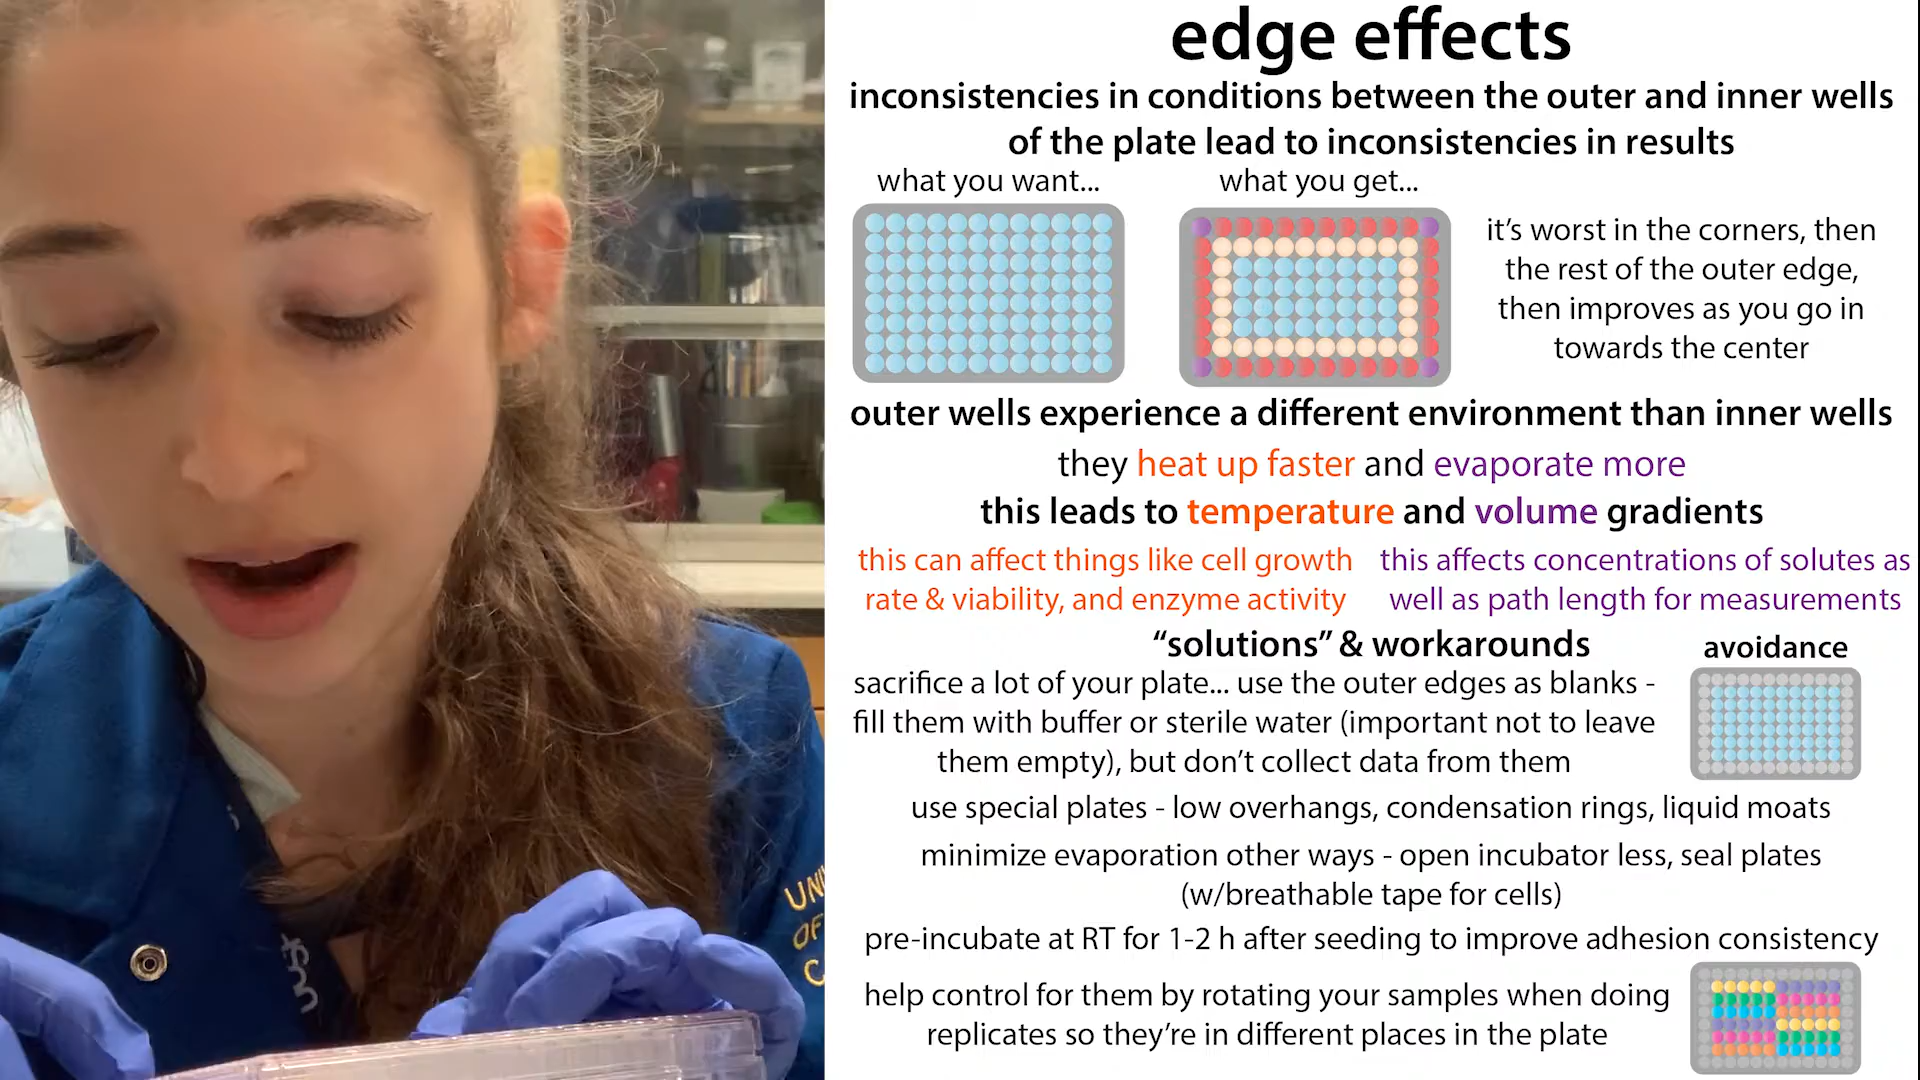 edge effects
inconsistencies in conditions between the outer and inner wells
of the plate lead to inconsistencies in results
what you want...
what you get...
it’s worst in the corners, then
the rest of the outer edge,
then improves as you go in
towards the center
outer wells experience a different environment than inner wells
they heat up faster and evaporate more
this leads to temperature and volume gradients
this can affect things like cell growth
rate & viability, and enzyme activity
this affects concentrations of solutes as
well as path length for measurements
“solutions” & workarounds
avoidance
sacrifice a lot of your plate... use the outer edges as blanks -
fill them with buffer or sterile water (important not to leave
them empty), but don’t collect data from them
use special plates - low overhangs, condensation rings, liquid moats
minimize evaporation other ways - open incubator less, seal plates
(w/breathable tape for cells)
pre-incubate at RT for 1-2 h after seeding to improve adhesion consistency
help control for them by rotating your samples when doing
replicates so they’re in different places in the plate
OF